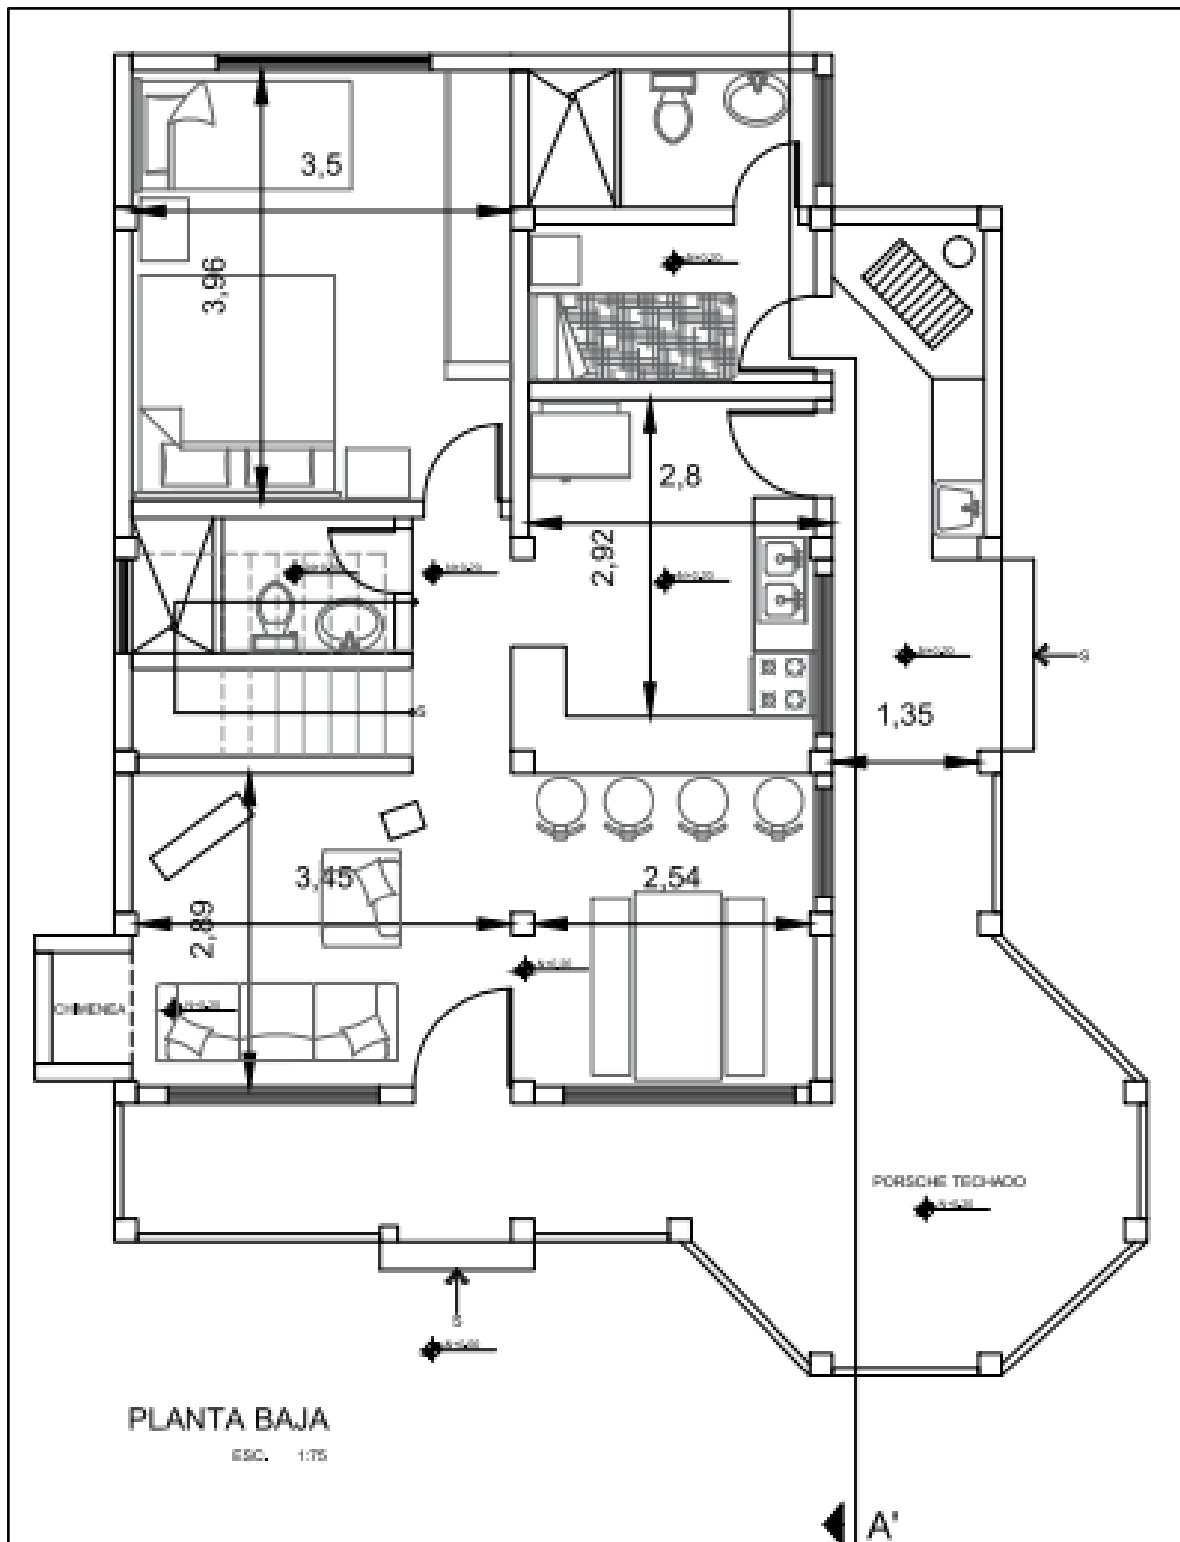 3,5
3,96
2,8
2,92
S
S
1,35
3,45
2,54
2,89
CHIMENEA
PORSCHE TECHADO
S
PLANTA BAJA
ESC. 1:75
A'